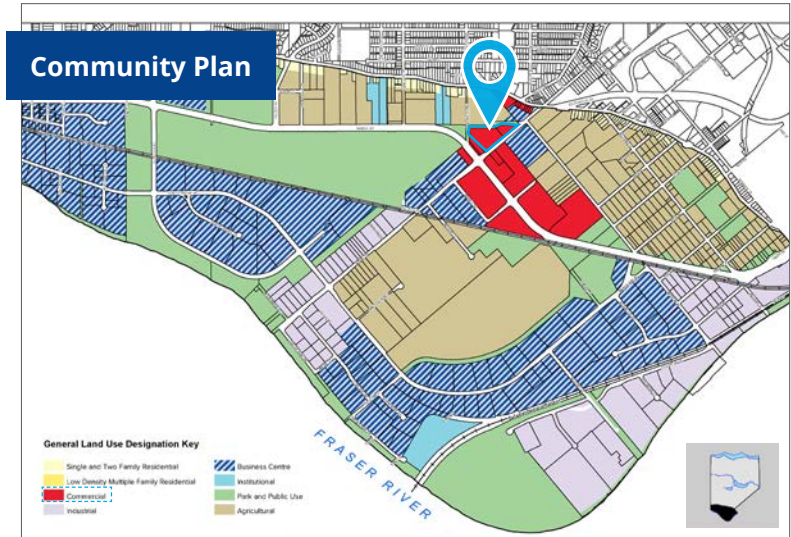 Community Plan
General Land Use Designation Key
Single and Two Family Residential
Low Density Multiple Family Residential
Commercial
Industrial
Business Centre
Institutional
Park and Public Use
Agricultural
FRASER RIVER